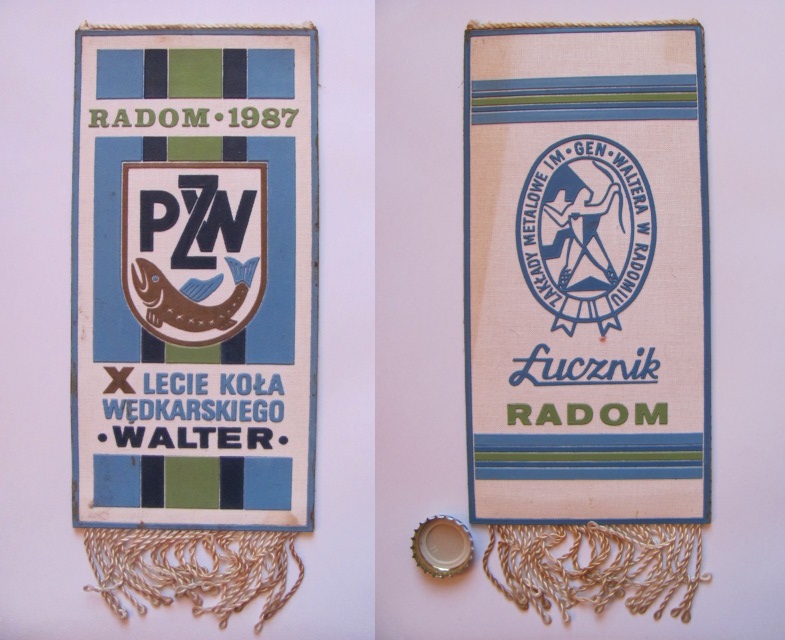 RADOM • 1987
PZW
X LECIE KOŁA
WĘDKARSKIEGO
• WALTER •
ZAKŁADY METALOWE IM • GEN • WALTERA W RADOMIU
Łucznik
RADOM